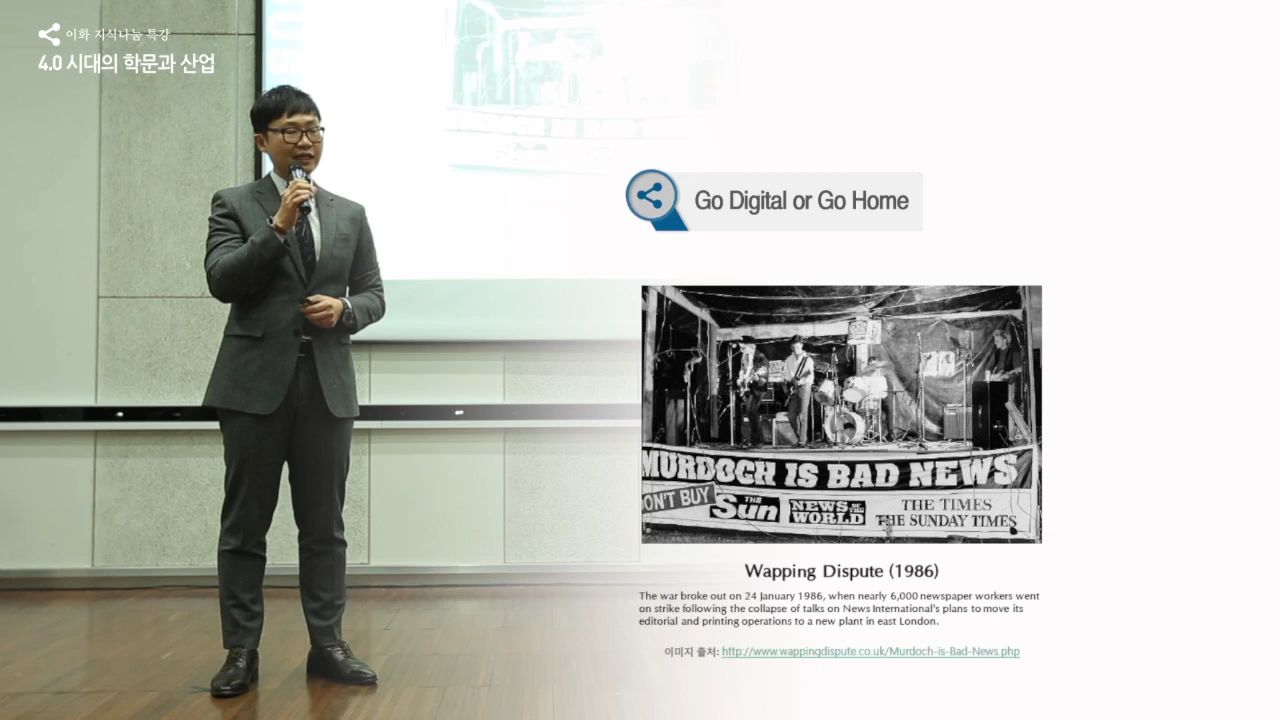 이화 지식나눔 특강
4.0 시대의 학문과 산업
Go Digital or Go Home
MURDOCH IS BAD NEWS
ON'T BUY THE Sun NEWS OF THE WORLD THE TIMES
THE SUNDAY TIMES
Wapping Dispute (1986)
The war broke out on 24 January 1986, when nearly 6,000 newspaper workers went
on strike following the collapse of talks on News International's plans to move its
editorial and printing operations to a new plant in east London.
이미지 출처: http://www.wappingdispute.co.uk/Murdoch-is-Bad-News.php